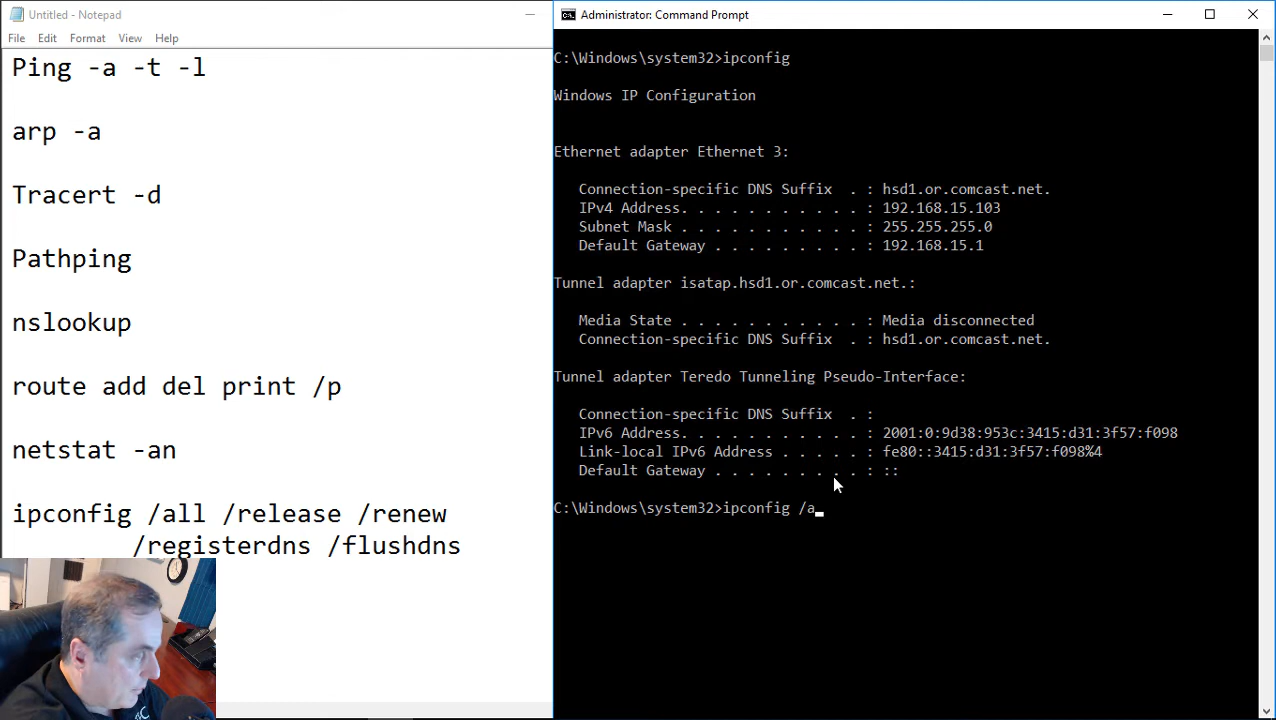 Untitled - Notepad
File Edit Format View Help
Ping -a -t -l
arp -a
Tracert -d
Pathping
nslookup
route add del print /p
netstat -an
ipconfig /all /release /renew
/registerdns /flushdns
Administrator: Command Prompt
C:\Windows\system32>ipconfig
Windows IP Configuration
Ethernet adapter Ethernet 3:
Connection-specific DNS Suffix . : hsd1.or.comcast.net.
IPv4 Address. . . . . . . . . . . : 192.168.15.103
Subnet Mask . . . . . . . . . . . : 255.255.255.0
Default Gateway . . . . . . . . . : 192.168.15.1
Tunnel adapter isatap.hsd1.or.comcast.net.:
Media State . . . . . . . . . . . : Media disconnected
Connection-specific DNS Suffix . : hsd1.or.comcast.net.
Tunnel adapter Teredo Tunneling Pseudo-Interface:
Connection-specific DNS Suffix . :
IPv6 Address. . . . . . . . . . . : 2001:0:9d38:953c:3415:d31:3f57:f098
Link-local IPv6 Address . . . . . : fe80::3415:d31:3f57:f098%4
Default Gateway . . . . . . . . . : ::
C:\Windows\system32>ipconfig /a_